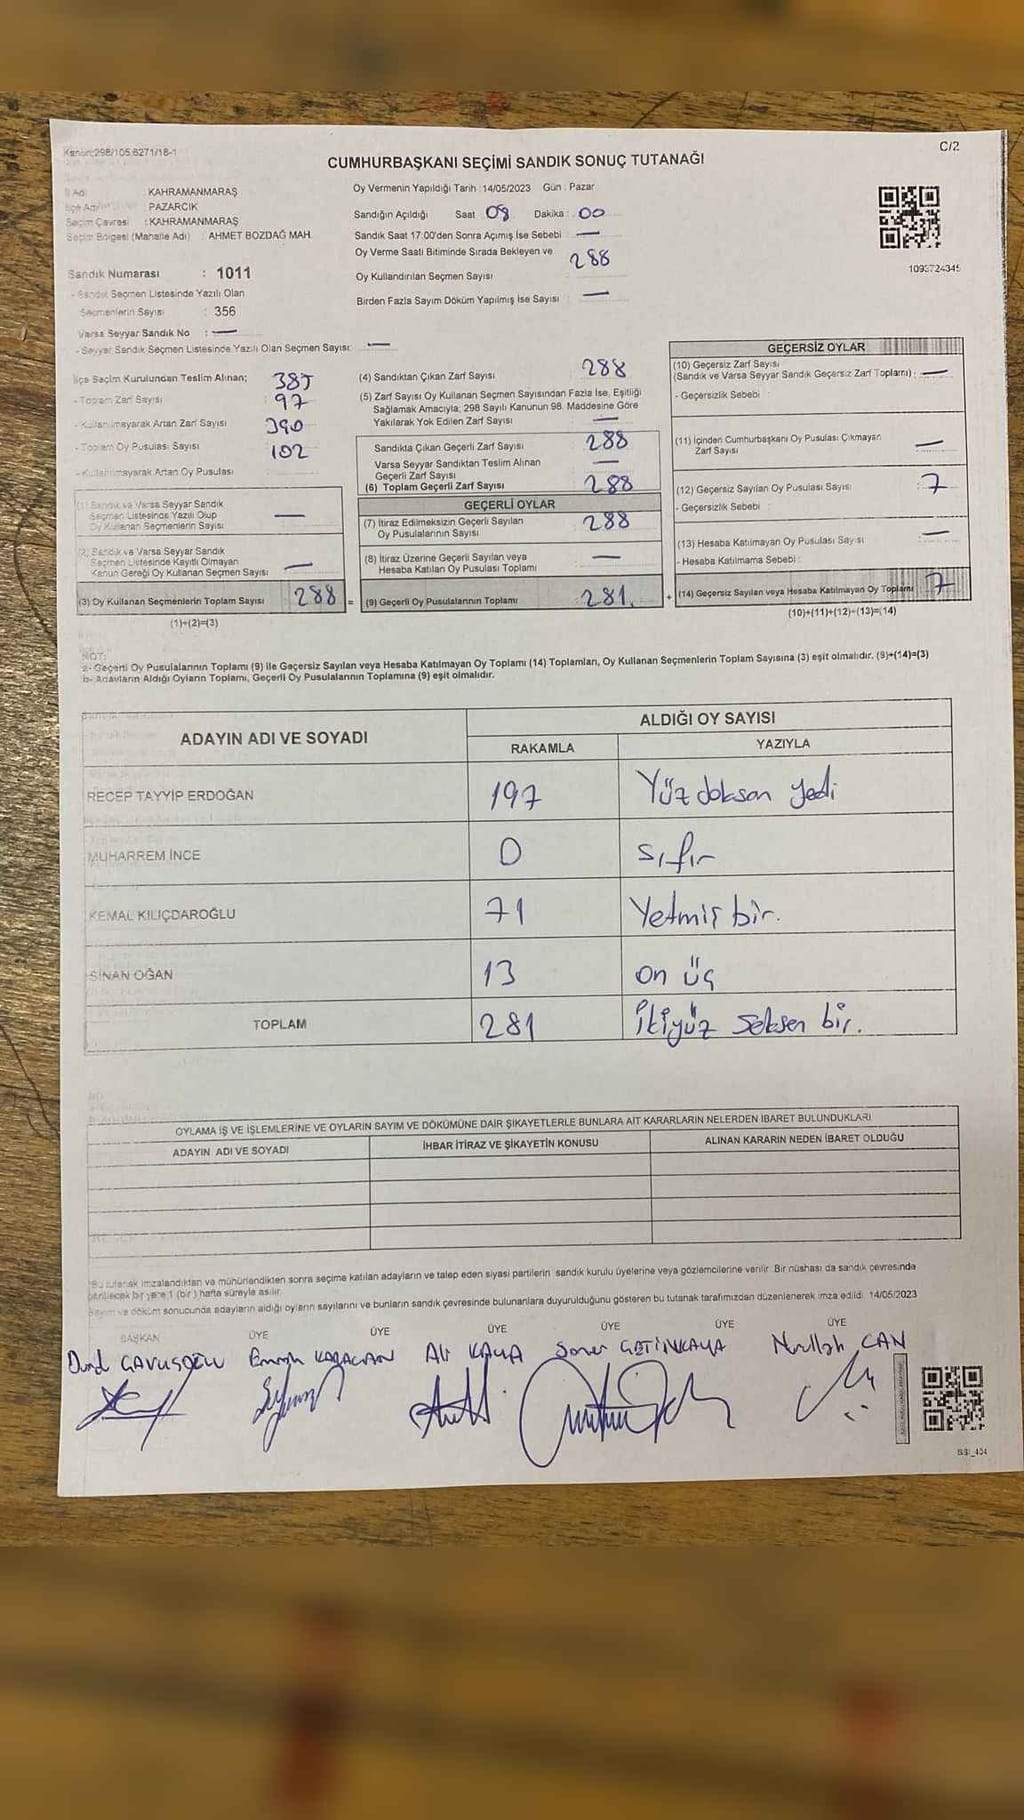 Kanun:298/105,6271/18-1
C/2
CUMHURBAŞKANI SEÇİMİ SANDIK SONUÇ TUTANAĞI
İl Adı : KAHRAMANMARAŞ
İlçe Adı : PAZARCIK
Seçim Çevresi : KAHRAMANMARAŞ
Seçim Bölgesi (Mahalle Adı) : AHMET BOZDAĞ MAH.
Sandık Numarası : 1011
- Sandık Seçmen Listesinde Yazılı Olan
Seçmenlerin Sayısı : 356
Varsa Seyyar Sandık No : —
- Seyyar Sandık Seçmen Listesinde Yazılı Olan Seçmen Sayısı: —
Oy Vermenin Yapıldığı Tarih : 14/05/2023 Gün : Pazar
Sandığın Açıldığı Saat 08 Dakika : 00
Sandık Saat 17:00'den Sonra Açımış İse Sebebi —
Oy Verme Saati Bitiminde Sırada Bekleyen ve
Oy Kullandırılan Seçmen Sayısı 288
Birden Fazla Sayım Döküm Yapılmış İse Sayısı —
1093724345
İlçe Seçim Kurulundan Teslim Alınan;
- Toplam Zarf Sayısı 385
- Kullanılmayarak Artan Zarf Sayısı 97
- Toplam Oy Pusulası Sayısı 390
- Kullanılmayarak Artan Oy Pusulası 102
(1) Sandık ve Varsa Seyyar Sandık
Seçmen Listesinde Yazılı Olup
Oy Kullanan Seçmenlerin Sayısı —
(2) Sandık ve Varsa Seyyar Sandık
Seçmen Listesinde Kayıtlı Olmayan
Kanun Gereği Oy Kullanan Seçmen Sayısı —
(3) Oy Kullanan Seçmenlerin Toplam Sayısı 288 =
(1)+(2)=(3)
(4) Sandıktan Çıkan Zarf Sayısı 288
(5) Zarf Sayısı Oy Kullanan Seçmen Sayısından Fazla İse, Eşitliği
Sağlamak Amacıyla; 298 Sayılı Kanunun 98. Maddesine Göre
Yakılarak Yok Edilen Zarf Sayısı —
Sandıkta Çıkan Geçerli Zarf Sayısı 288
Varsa Seyyar Sandıktan Teslim Alınan
Geçerli Zarf Sayısı —
(6) Toplam Geçerli Zarf Sayısı 288
GEÇERLİ OYLAR
(7) İtiraz Edilmeksizin Geçerli Sayılan
Oy Pusulalarının Sayısı 288
(8) İtiraz Üzerine Geçerli Sayılan veya
Hesaba Katılan Oy Pusulası Toplamı —
(9) Geçerli Oy Pusulalarının Toplamı 281 +
GEÇERSİZ OYLAR
(10) Geçersiz Zarf Sayısı
(Sandık ve Varsa Seyyar Sandık Geçersiz Zarf Toplamı) : —
- Geçersizlik Sebebi :
(11) İçinden Cumhurbaşkanı Oy Pusulası Çıkmayan
Zarf Sayısı —
(12) Geçersiz Sayılan Oy Pusulası Sayısı 7
- Geçersizlik Sebebi :
(13) Hesaba Katılmayan Oy Pusulası Sayısı —
- Hesaba Katılmama Sebebi :
(14) Geçersiz Sayılan veya Hesaba Katılmayan Oy Toplamı 7
(10)+(11)+(12)+(13)=(14)
NOT:
a- Geçerli Oy Pusulalarının Toplamı (9) ile Geçersiz Sayılan veya Hesaba Katılmayan Oy Toplamı (14) Toplamları, Oy Kullanan Seçmenlerin Toplam Sayısına (3) eşit olmalıdır. (9)+(14)=(3)
b- Adayların Aldığı Oyların Toplamı, Geçerli Oy Pusulalarının Toplamına (9) eşit olmalıdır.
ADAYIN ADI VE SOYADI ALDIĞI OY SAYISI
RAKAMLA YAZIYLA
RECEP TAYYİP ERDOĞAN 197 Yüz doksan yedi
MUHARREM İNCE 0 sıfır
KEMAL KILIÇDAROĞLU 71 Yetmiş bir.
SİNAN OĞAN 13 on üç
TOPLAM 281 İkiyüz seksen bir.
OYLAMA İŞ VE İŞLEMLERİNE VE OYLARIN SAYIM VE DÖKÜMÜNE DAİR ŞİKAYETLERLE BUNLARA AİT KARARLARIN NELERDEN İBARET BULUNDUKLARI
ADAYIN ADI VE SOYADI İHBAR İTİRAZ VE ŞİKAYETİN KONUSU ALINAN KARARIN NEDEN İBARET OLDUĞU
Bu tutanak imzalandıktan ve mühürlendikten sonra seçime katılan adayların ve talep eden siyasi partilerin sandık kurulu üyelerine veya gözlemcilerine verilir. Bir nüshası da sandık çevresinde
görülecek bir yere 1 (bir) hafta süreyle asılır.
Sayım ve döküm sonucunda adayların aldığı oyların sayılarını ve bunların sandık çevresinde bulunanlara duyurulduğunu gösteren bu tutanak tarafımızdan düzenlenerek imza edildi. 14/05/2023
BAŞKAN ÜYE ÜYE ÜYE ÜYE ÜYE ÜYE
ÇAVUŞOĞLU KARACAN Ali KAYA Soner ÇETİNKAYA Nurullah CAN